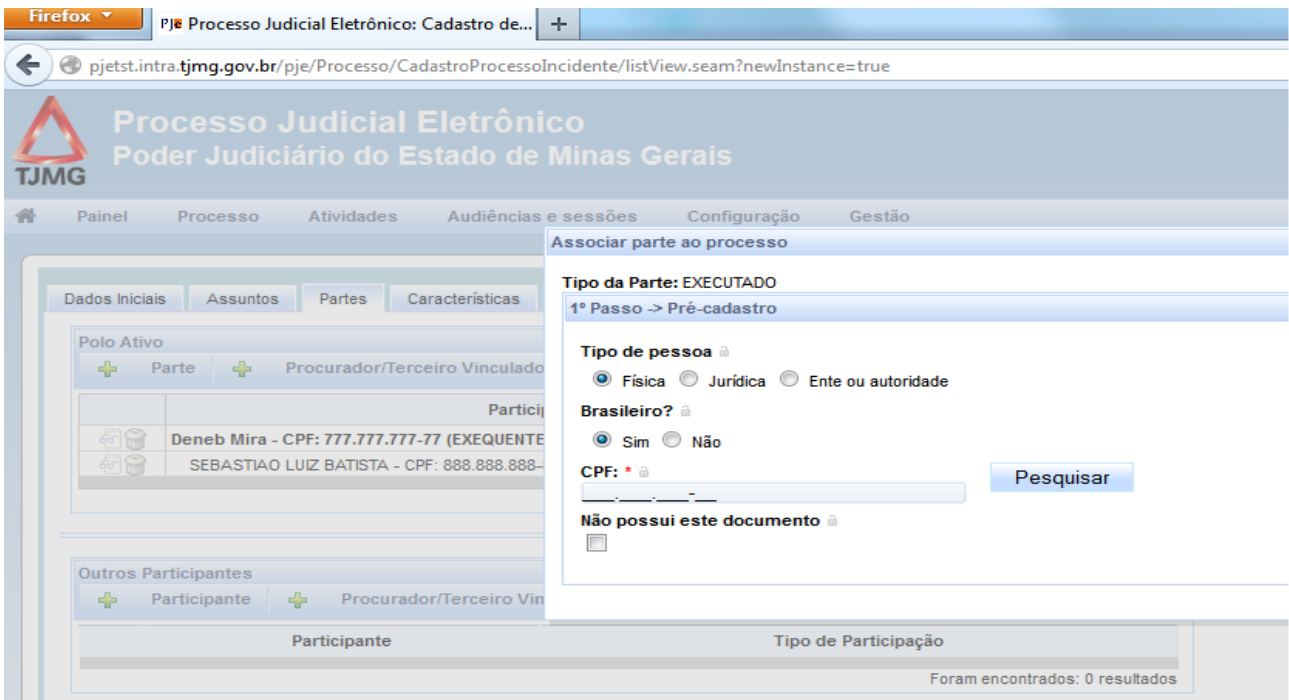 Firefox
PJe Processo Judicial Eletrônico: Cadastro de...
pjetst.intra.tjmg.gov.br/pje/Processo/CadastroProcessoIncidente/listView.seam?newInstance=true
TJMG
Processo Judicial Eletrônico
Poder Judiciário do Estado de Minas Gerais
Painel Processo Atividades Audiências e sessões Configuração Gestão
Dados Iniciais Assuntos Partes Características
Polo Ativo
Parte Procurador/Terceiro Vinculado
Particip
Deneb Mira - CPF: 777.777.777-77 (EXEQUENTE
SEBASTIAO LUIZ BATISTA - CPF: 888.888.888-
Associar parte ao processo
Tipo da Parte: EXECUTADO
1º Passo -> Pré-cadastro
Tipo de pessoa
Física Jurídica Ente ou autoridade
Brasileiro?
Sim Não
CPF: *
___.___.___-__
Pesquisar
Não possui este documento
Outros Participantes
Participante Procurador/Terceiro Vin
Participante Tipo de Participação
Foram encontrados: 0 resultados